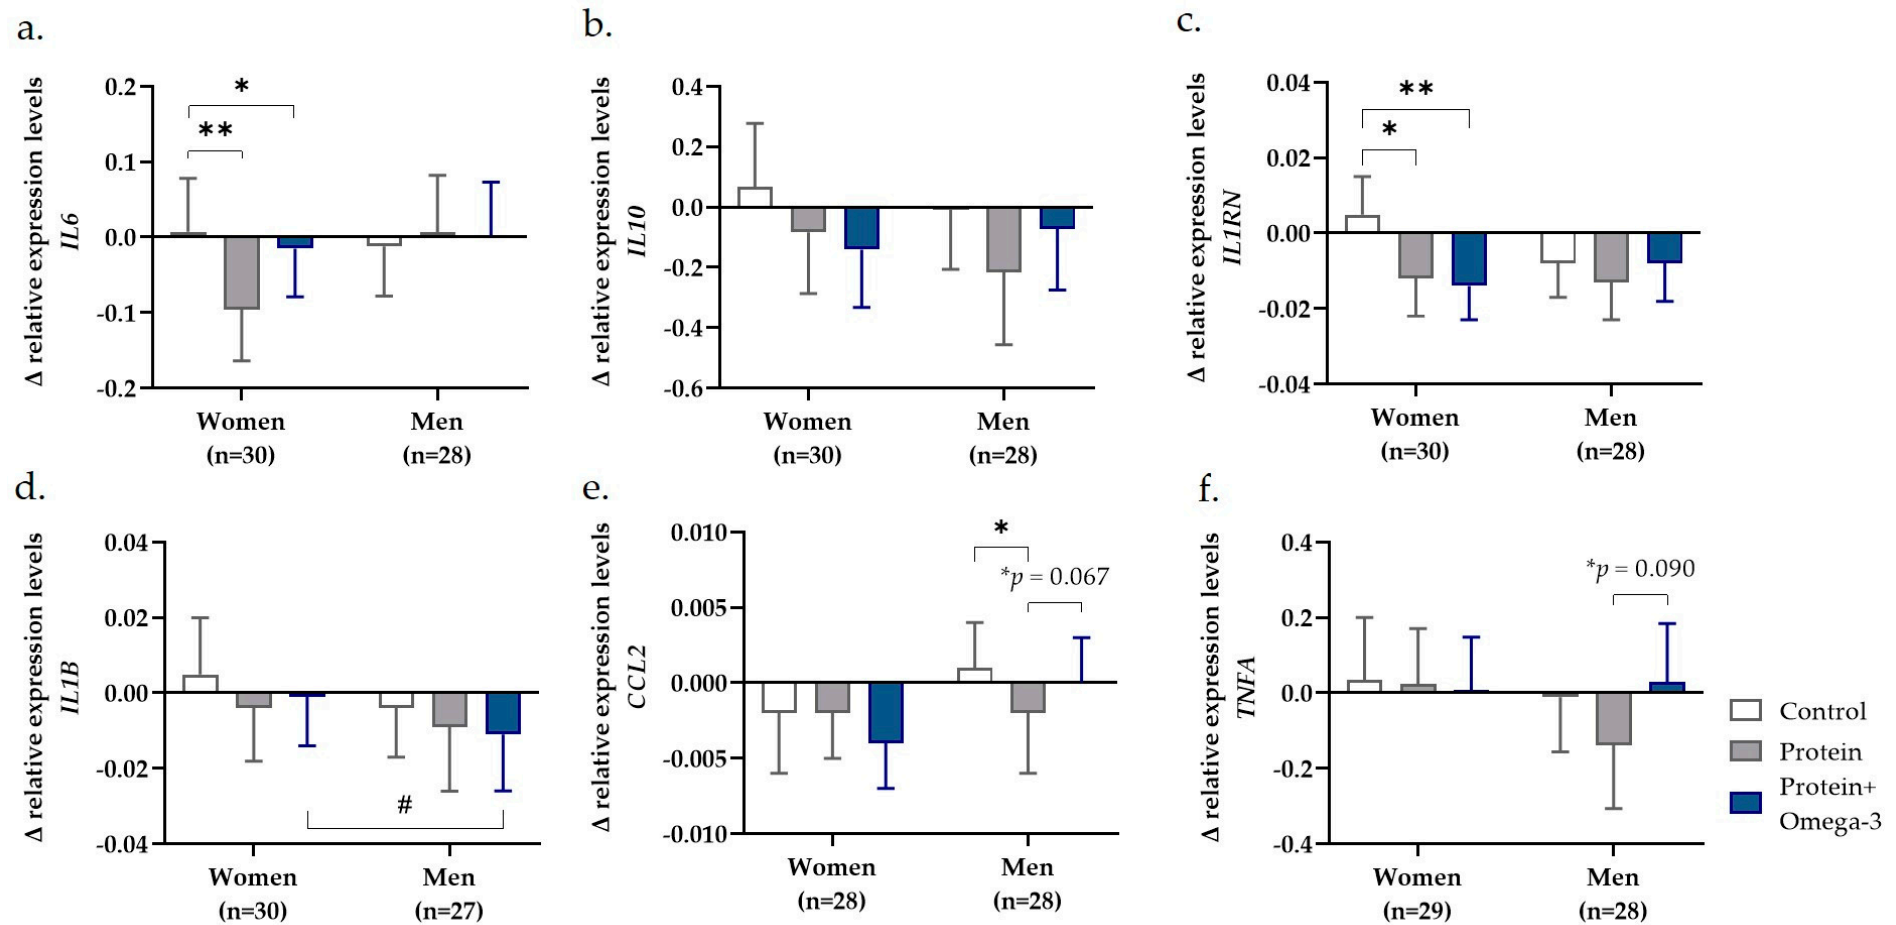 a.
Δ relative expression levels
IL6
0.2
0.1
0.0
-0.1
-0.2
*
**
Women
(n=30)
Men
(n=28)
b.
Δ relative expression levels
IL10
0.4
0.2
0.0
-0.2
-0.4
-0.6
Women
(n=30)
Men
(n=28)
c.
Δ relative expression levels
IL1RN
0.04
0.02
0.00
-0.02
-0.04
**
*
Women
(n=30)
Men
(n=28)
d.
Δ relative expression levels
IL1B
0.04
0.02
0.00
-0.02
-0.04
#
Women
(n=30)
Men
(n=27)
e.
Δ relative expression levels
CCL2
0.010
0.005
0.000
-0.005
-0.010
*
*p = 0.067
Women
(n=28)
Men
(n=28)
f.
Δ relative expression levels
TNFA
0.4
0.2
0.0
-0.2
-0.4
*p = 0.090
Women
(n=29)
Men
(n=28)
Control
Protein
Protein+
Omega-3